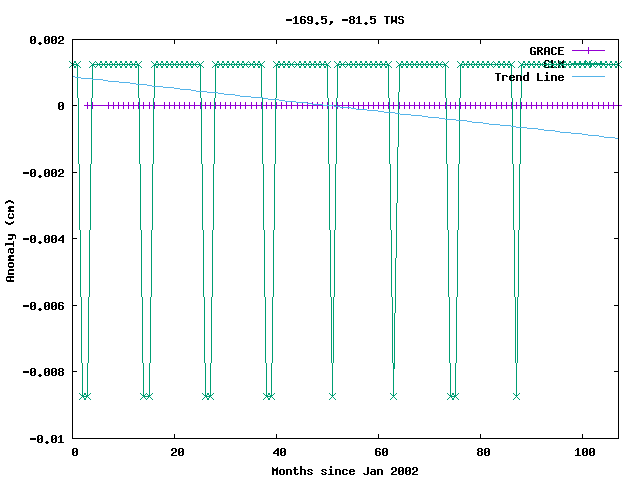 -169.5, -81.5 TWS
0.002
GRACE
CLM
Trend Line
0
-0.002
-0.004
Anomaly (cm)
-0.006
-0.008
-0.01
0 20 40 60 80 100
Months since Jan 2002